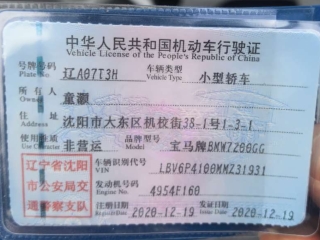 中华人民共和国机动车行驶证
Vehicle License of the People's Republic of China
号牌号码 辽A07T3H 车辆类型 小型轿车
Plate No. Vehicle Type
所有人 童灏
Owner
住址 沈阳市大东区机校街38-1号1-3-1
Address
使用性质 非营运 品牌型号 宝马牌BMW7200GG
Use Character Model
辽宁省沈阳 车辆识别代号 LBV6P4100MMZ31931
VIN
市公安局交 发动机号码 4954F160
Engine No.
通警察支队 注册日期 2020-12-19 发证日期 2020-12-19
Register Date Issue Date